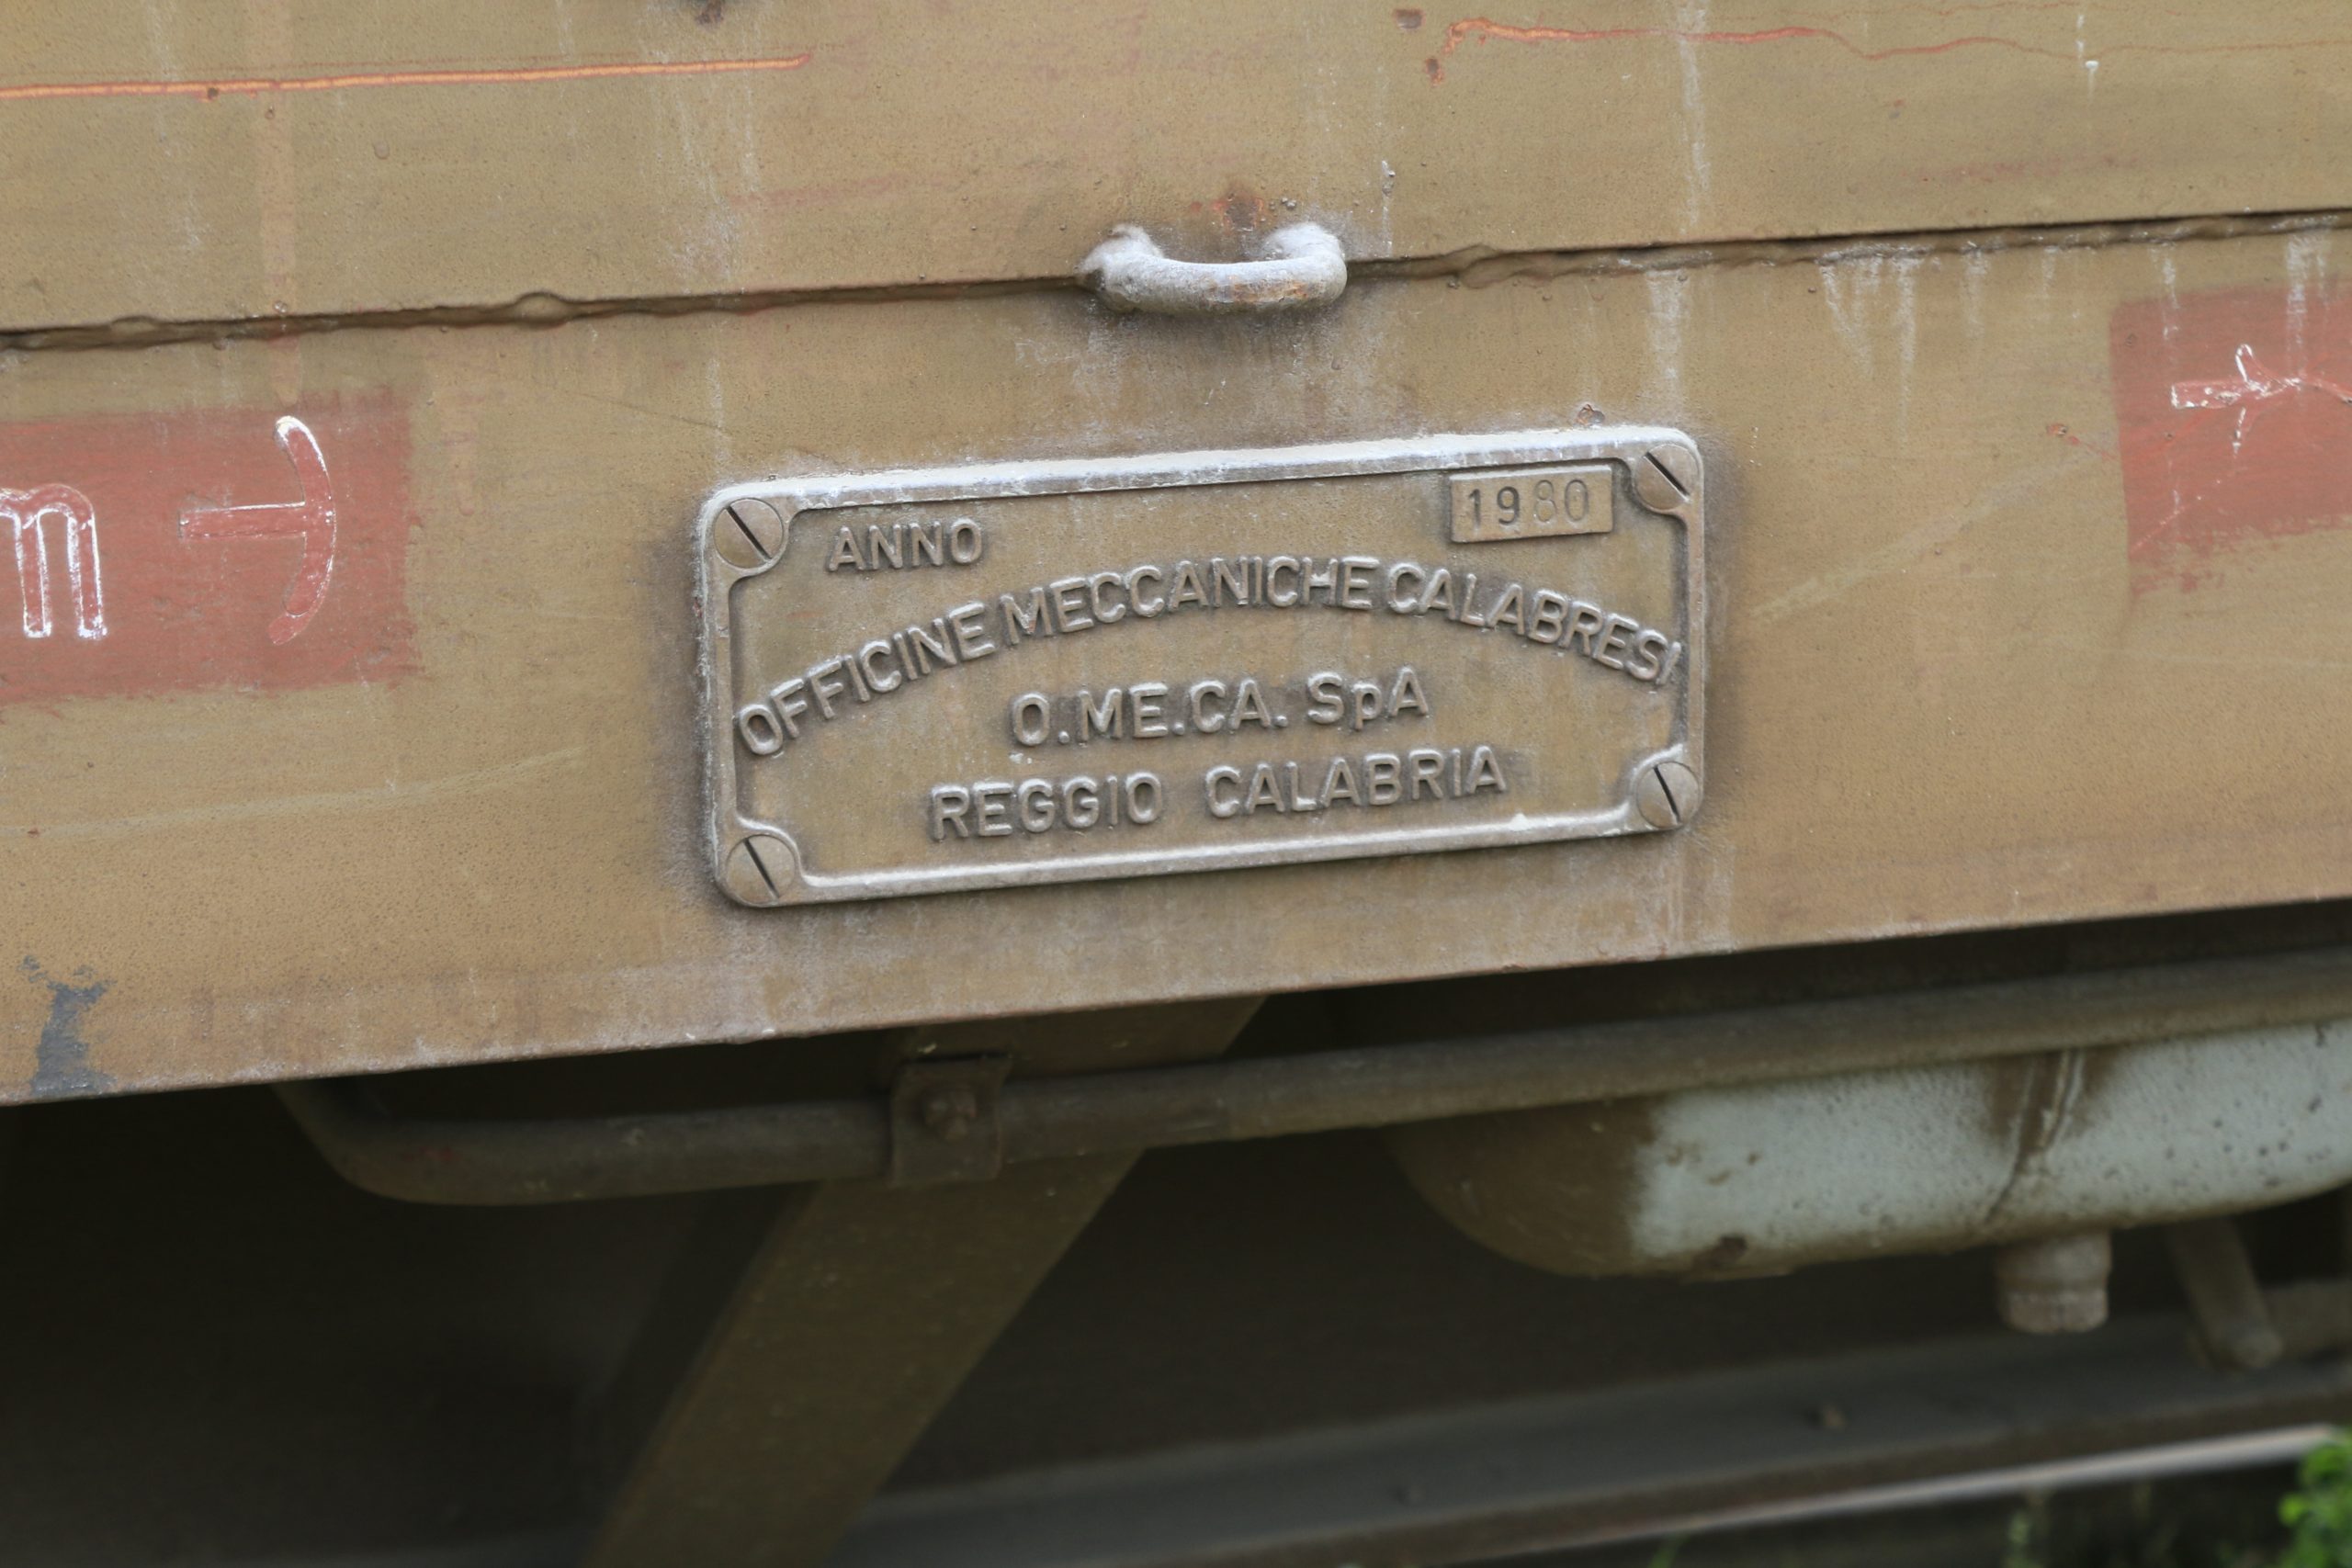 ANNO 1980
OFFICINE MECCANICHE CALABRESI
O.ME.CA. SpA
REGGIO CALABRIA
m